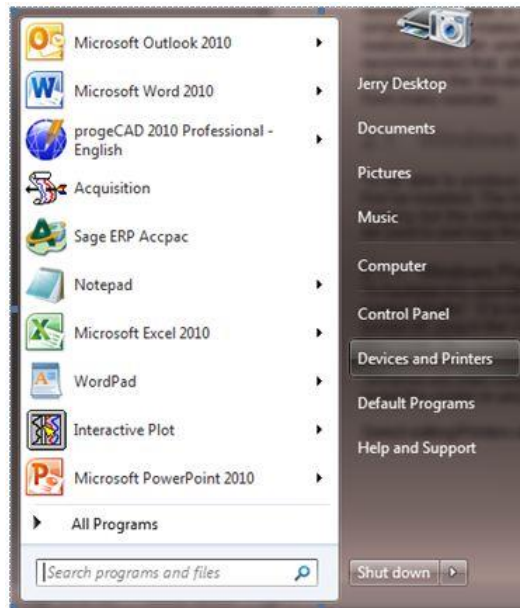 Microsoft Outlook 2010
Microsoft Word 2010
progeCAD 2010 Professional -
English
Acquisition
Sage ERP Accpac
Notepad
Microsoft Excel 2010
WordPad
Interactive Plot
Microsoft PowerPoint 2010
All Programs
Search programs and files
Jerry Desktop
Documents
Pictures
Music
Computer
Control Panel
Devices and Printers
Default Programs
Help and Support
Shut down